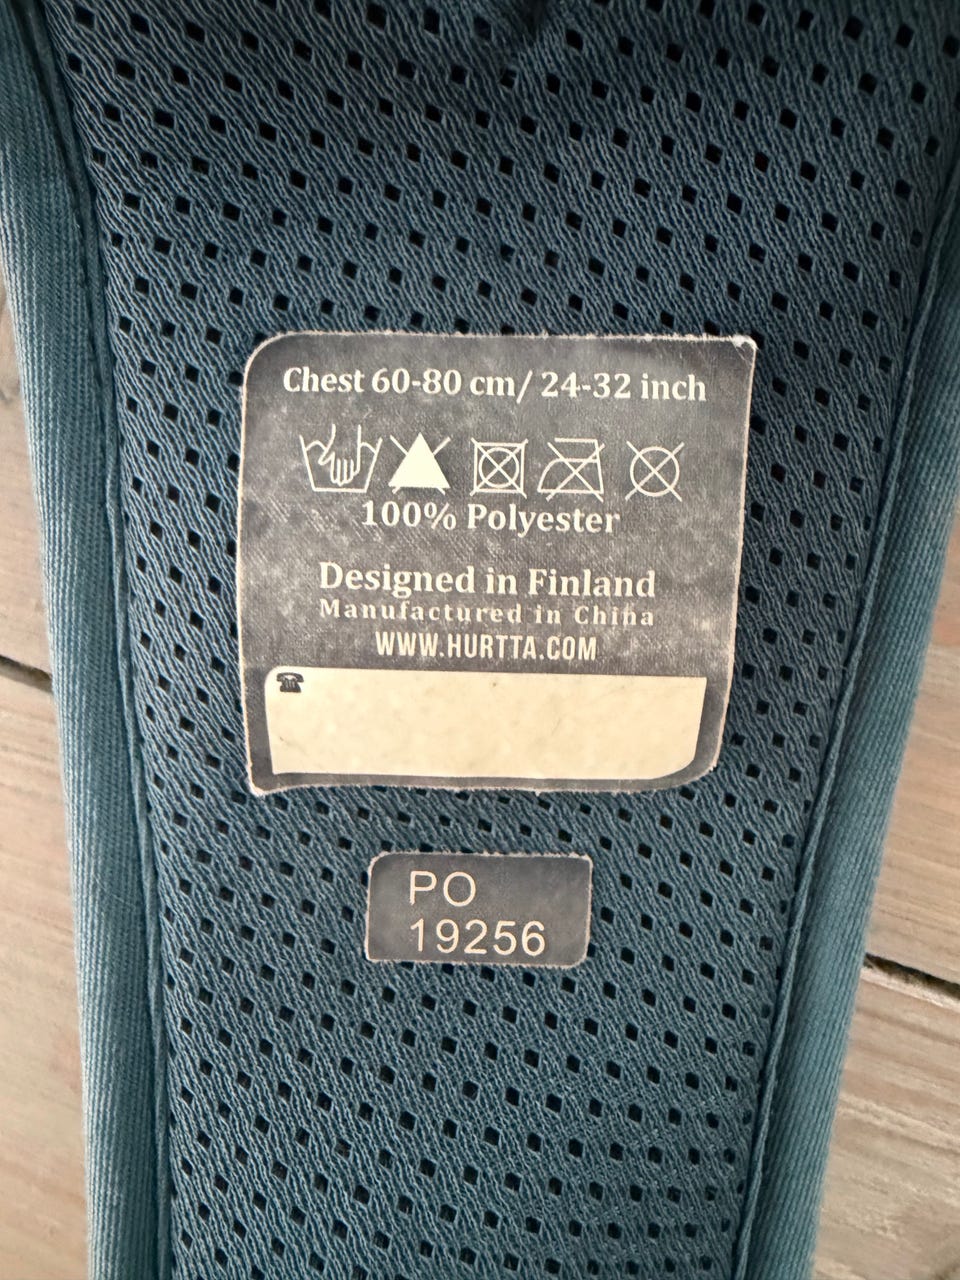 Chest 60-80 cm/ 24-32 inch
100% Polyester
Designed in Finland
Manufactured in China
WWW.HURTTA.COM
PO
19256